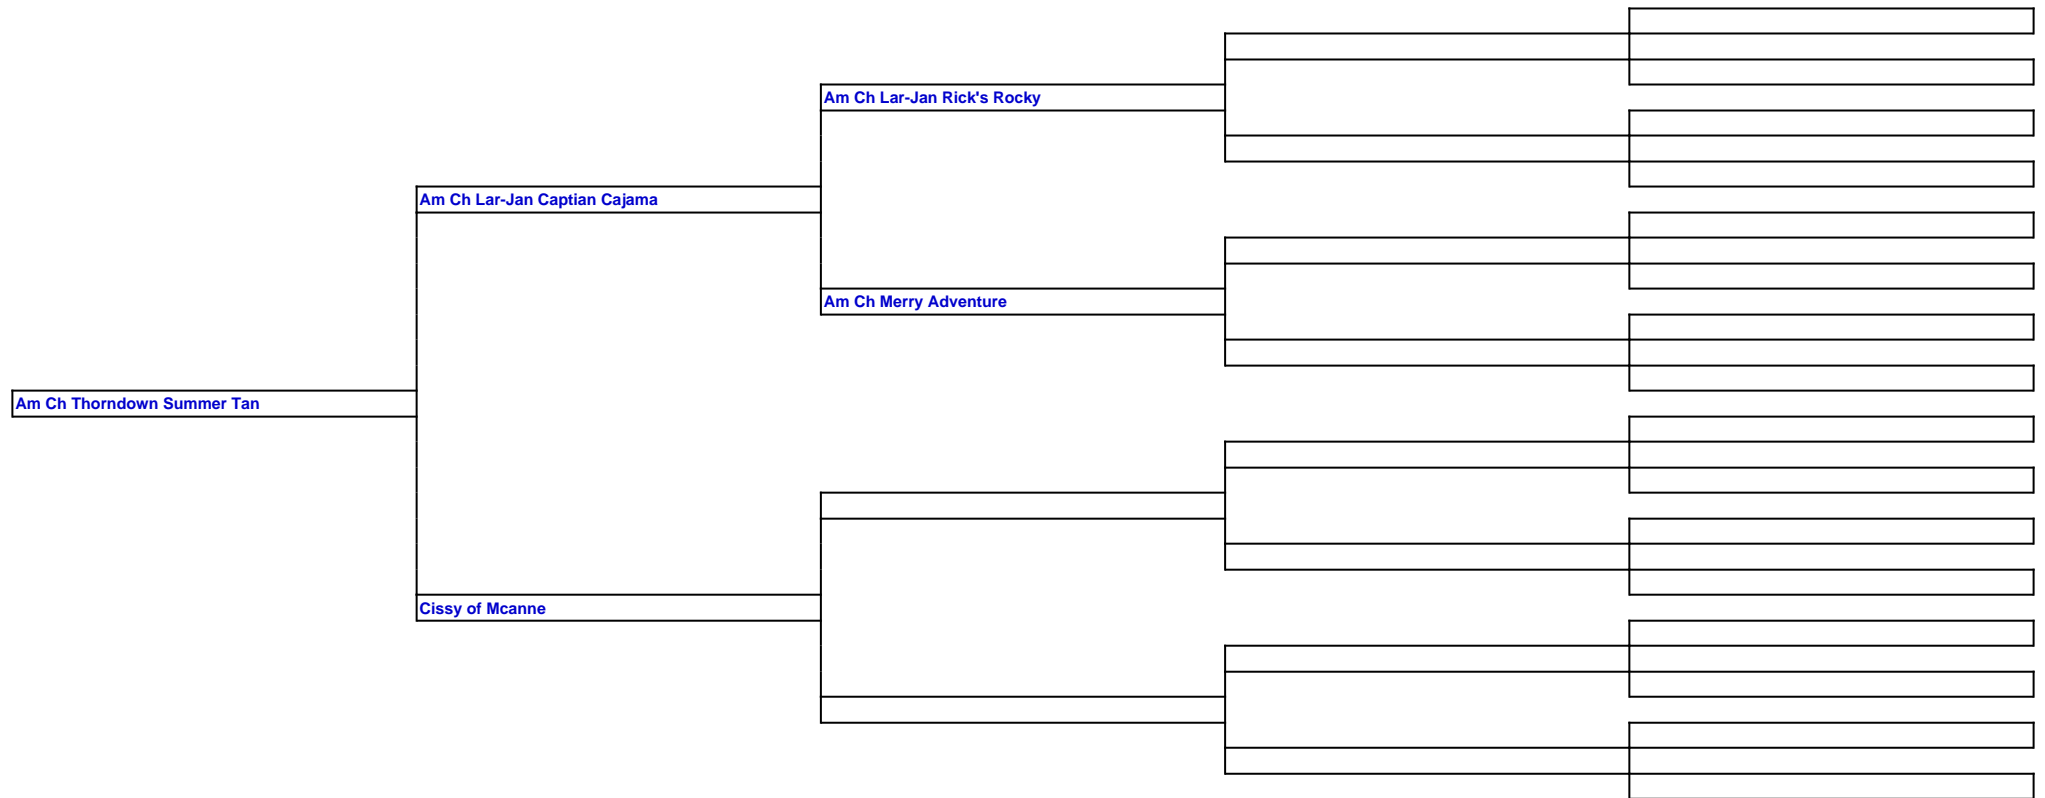 Am Ch Lar-Jan Rick's Rocky
Am Ch Lar-Jan Captian Cajama
Am Ch Merry Adventure
Am Ch Thorndown Summer Tan
Cissy of Mcanne